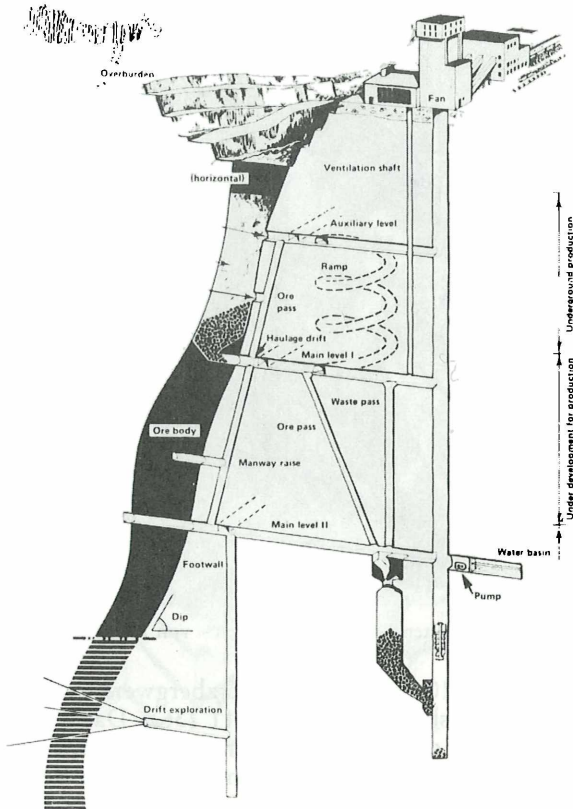 Overburden
Fan
Ventilation shaft
(horizontal)
Auxiliary level
Ramp
Ore
pass
Haulage drift
Main level I
Waste pass
Ore body
Ore pass
Manway raise
Main level II
Water basin
Footwall
Pump
Dip
Drift exploration
Underground production
Under development for production